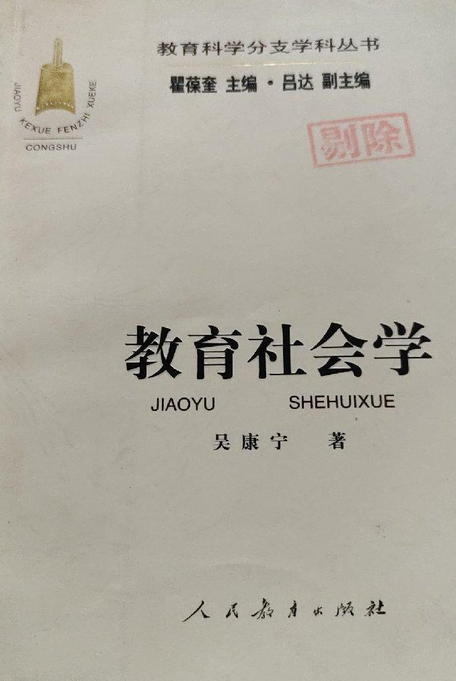 教育科学分支学科丛书
瞿葆奎 主编·吕达 副主编
JIAOYU KEXUE FENZHI XUEKE
CONGSHU
剔除
教育社会学
JIAOYU SHEHUIXUE
吴康宁 著
人民教育出版社